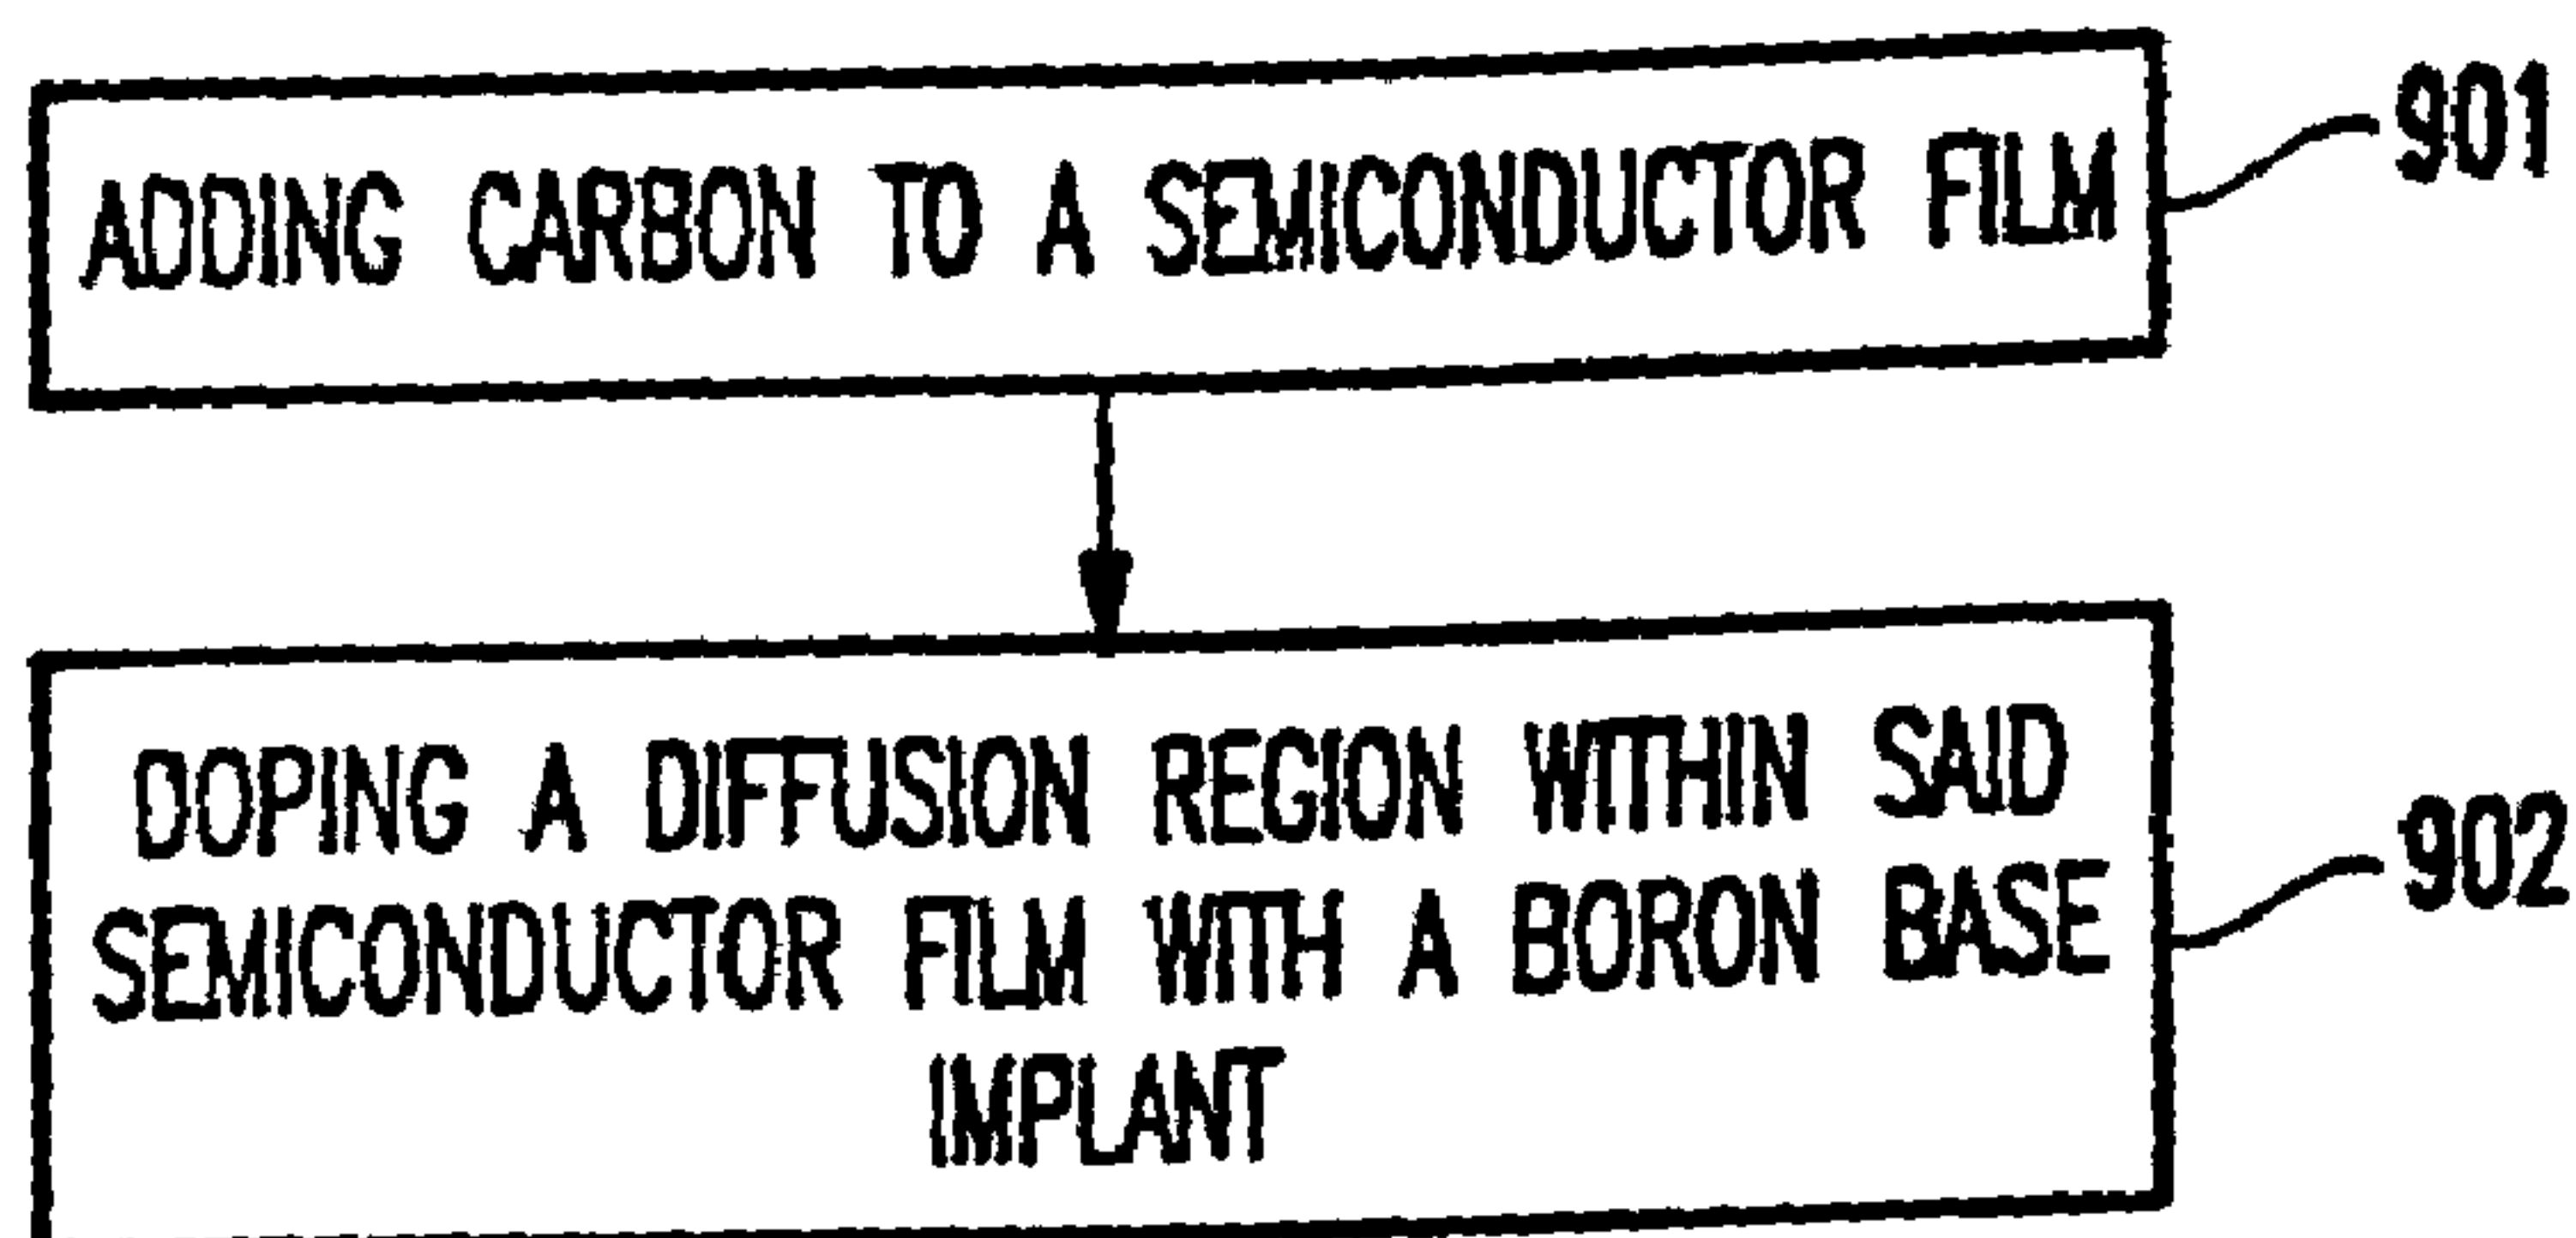 ADDING CARBON TO A SEMICONDUCTOR FILM
901
DOPING A DIFFUSION REGION WITHIN SAID
SEMICONDUCTOR FILM WITH A BORON BASE
IMPLANT
902